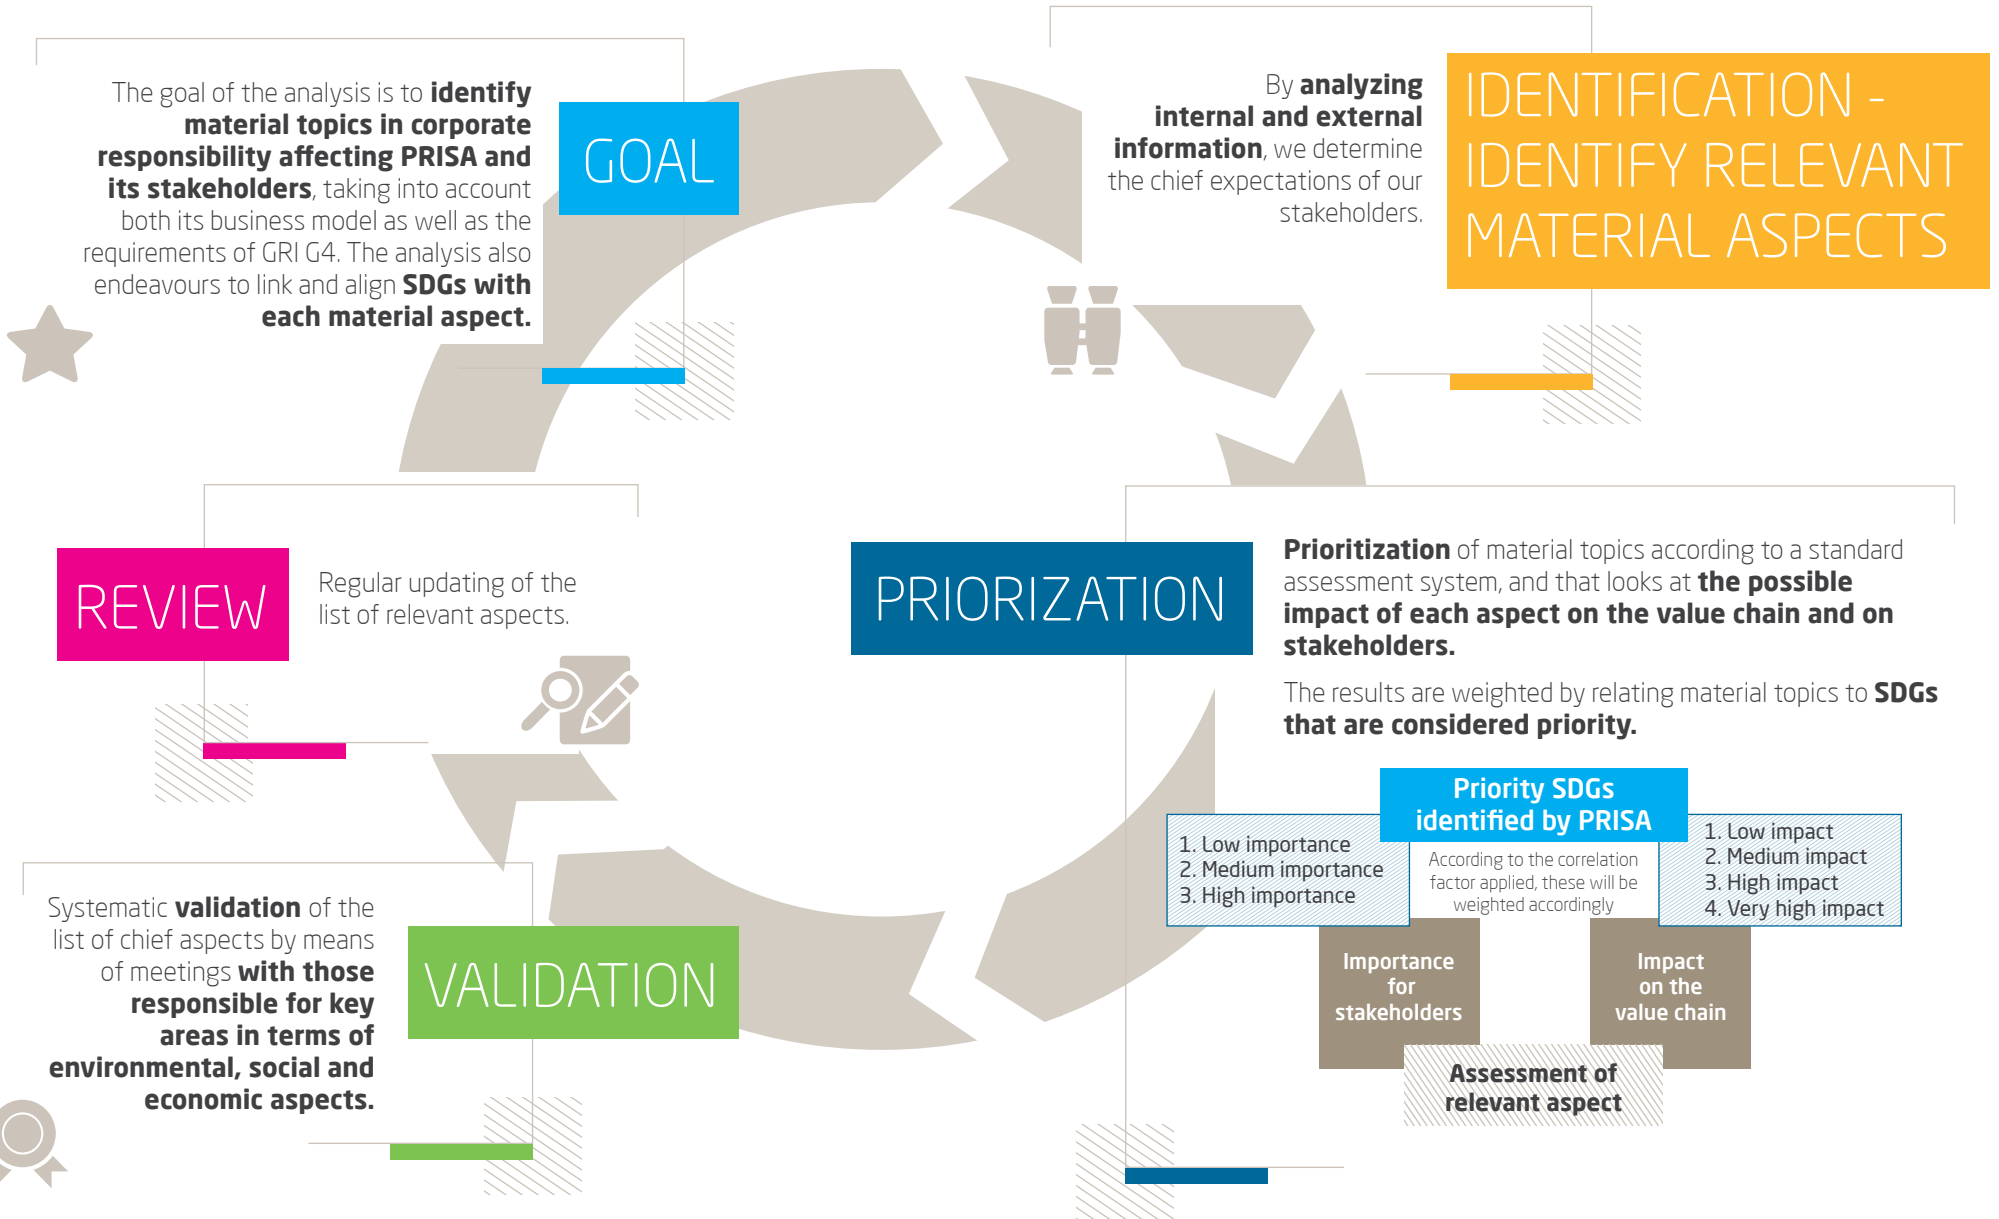 The goal of the analysis is to identify
material topics in corporate
responsibility affecting PRISA and
its stakeholders, taking into account
both its business model as well as the
requirements of GRI G4. The analysis also
endeavours to link and align SDGs with
each material aspect.
GOAL
By analyzing
internal and external
information, we determine
the chief expectations of our
stakeholders.
IDENTIFICATION -
IDENTIFY RELEVANT
MATERIAL ASPECTS
REVIEW
Regular updating of the
list of relevant aspects.
PRIORIZATION
Prioritization of material topics according to a standard
assessment system, and that looks at the possible
impact of each aspect on the value chain and on
stakeholders.
The results are weighted by relating material topics to SDGs
that are considered priority.
Priority SDGs
identified by PRISA
1. Low importance
2. Medium importance
3. High importance
According to the correlation
factor applied, these will be
weighted accordingly
1. Low impact
2. Medium impact
3. High impact
4. Very high impact
Importance
for
stakeholders
Impact
on the
value chain
Assessment of
relevant aspect
Systematic validation of the
list of chief aspects by means
of meetings with those
responsible for key
areas in terms of
environmental, social and
economic aspects.
VALIDATION